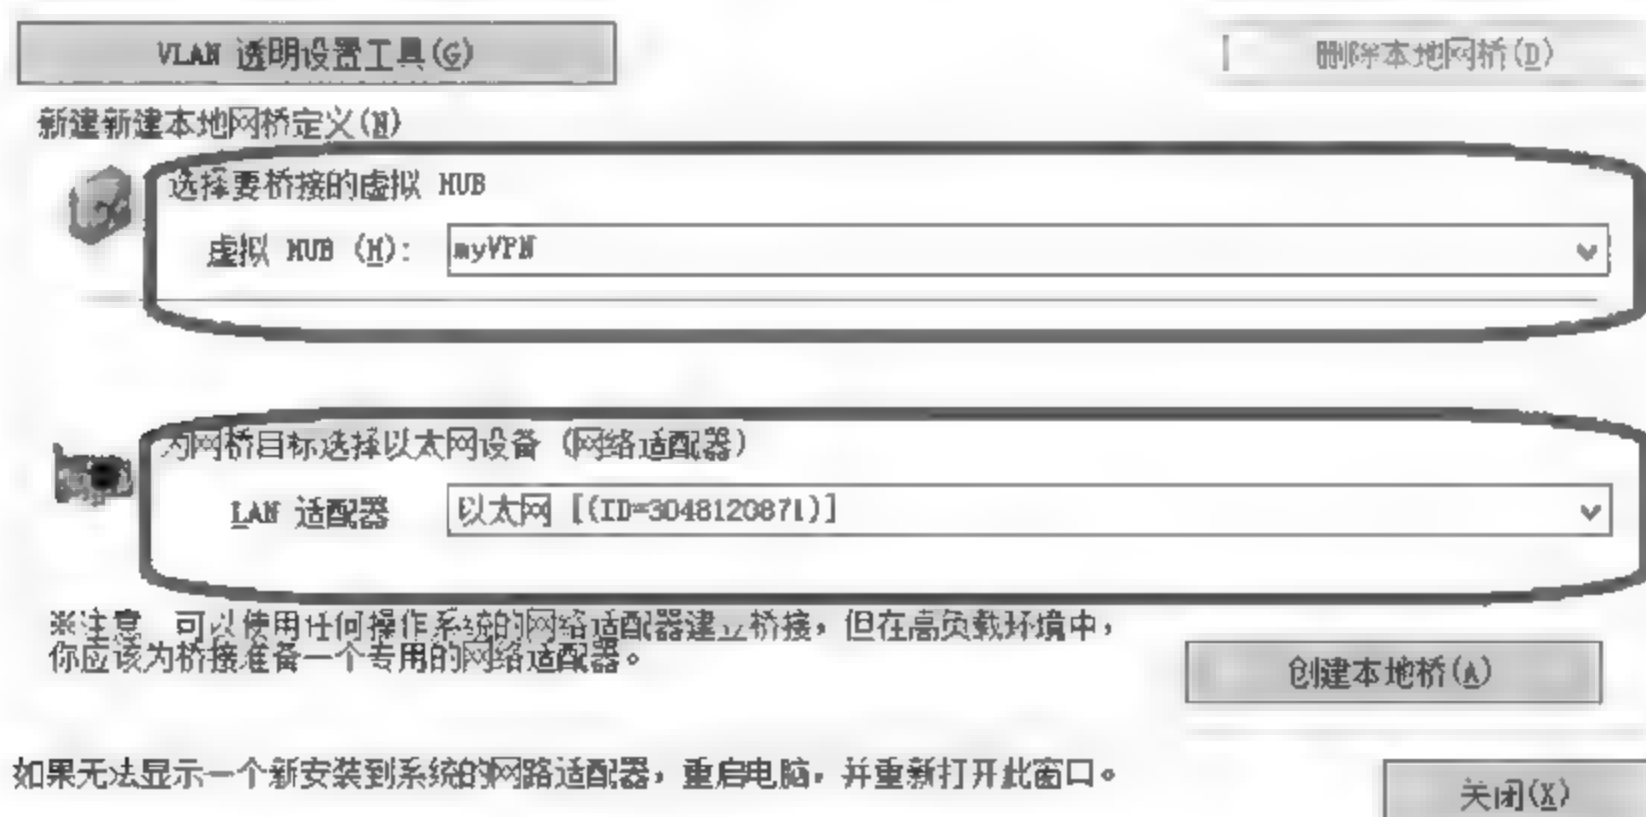 VLAN 透明设置工具(G)
删除本地网桥(D)
新建新建本地网桥定义(N)
选择要桥接的虚拟 HUB
虚拟 HUB (H):
myVPN
为网桥目标选择以太网设备 (网络适配器)
LAN 适配器
以太网 [(ID=3048120871)]
※注意 可以使用任何操作系统的网络适配器建立桥接，但在高负载环境中，
你应该为桥接准备一个专用的网络适配器。
创建本地桥(A)
如果无法显示一个新安装到系统的网路适配器，重启电脑，并重新打开此窗口。
关闭(X)